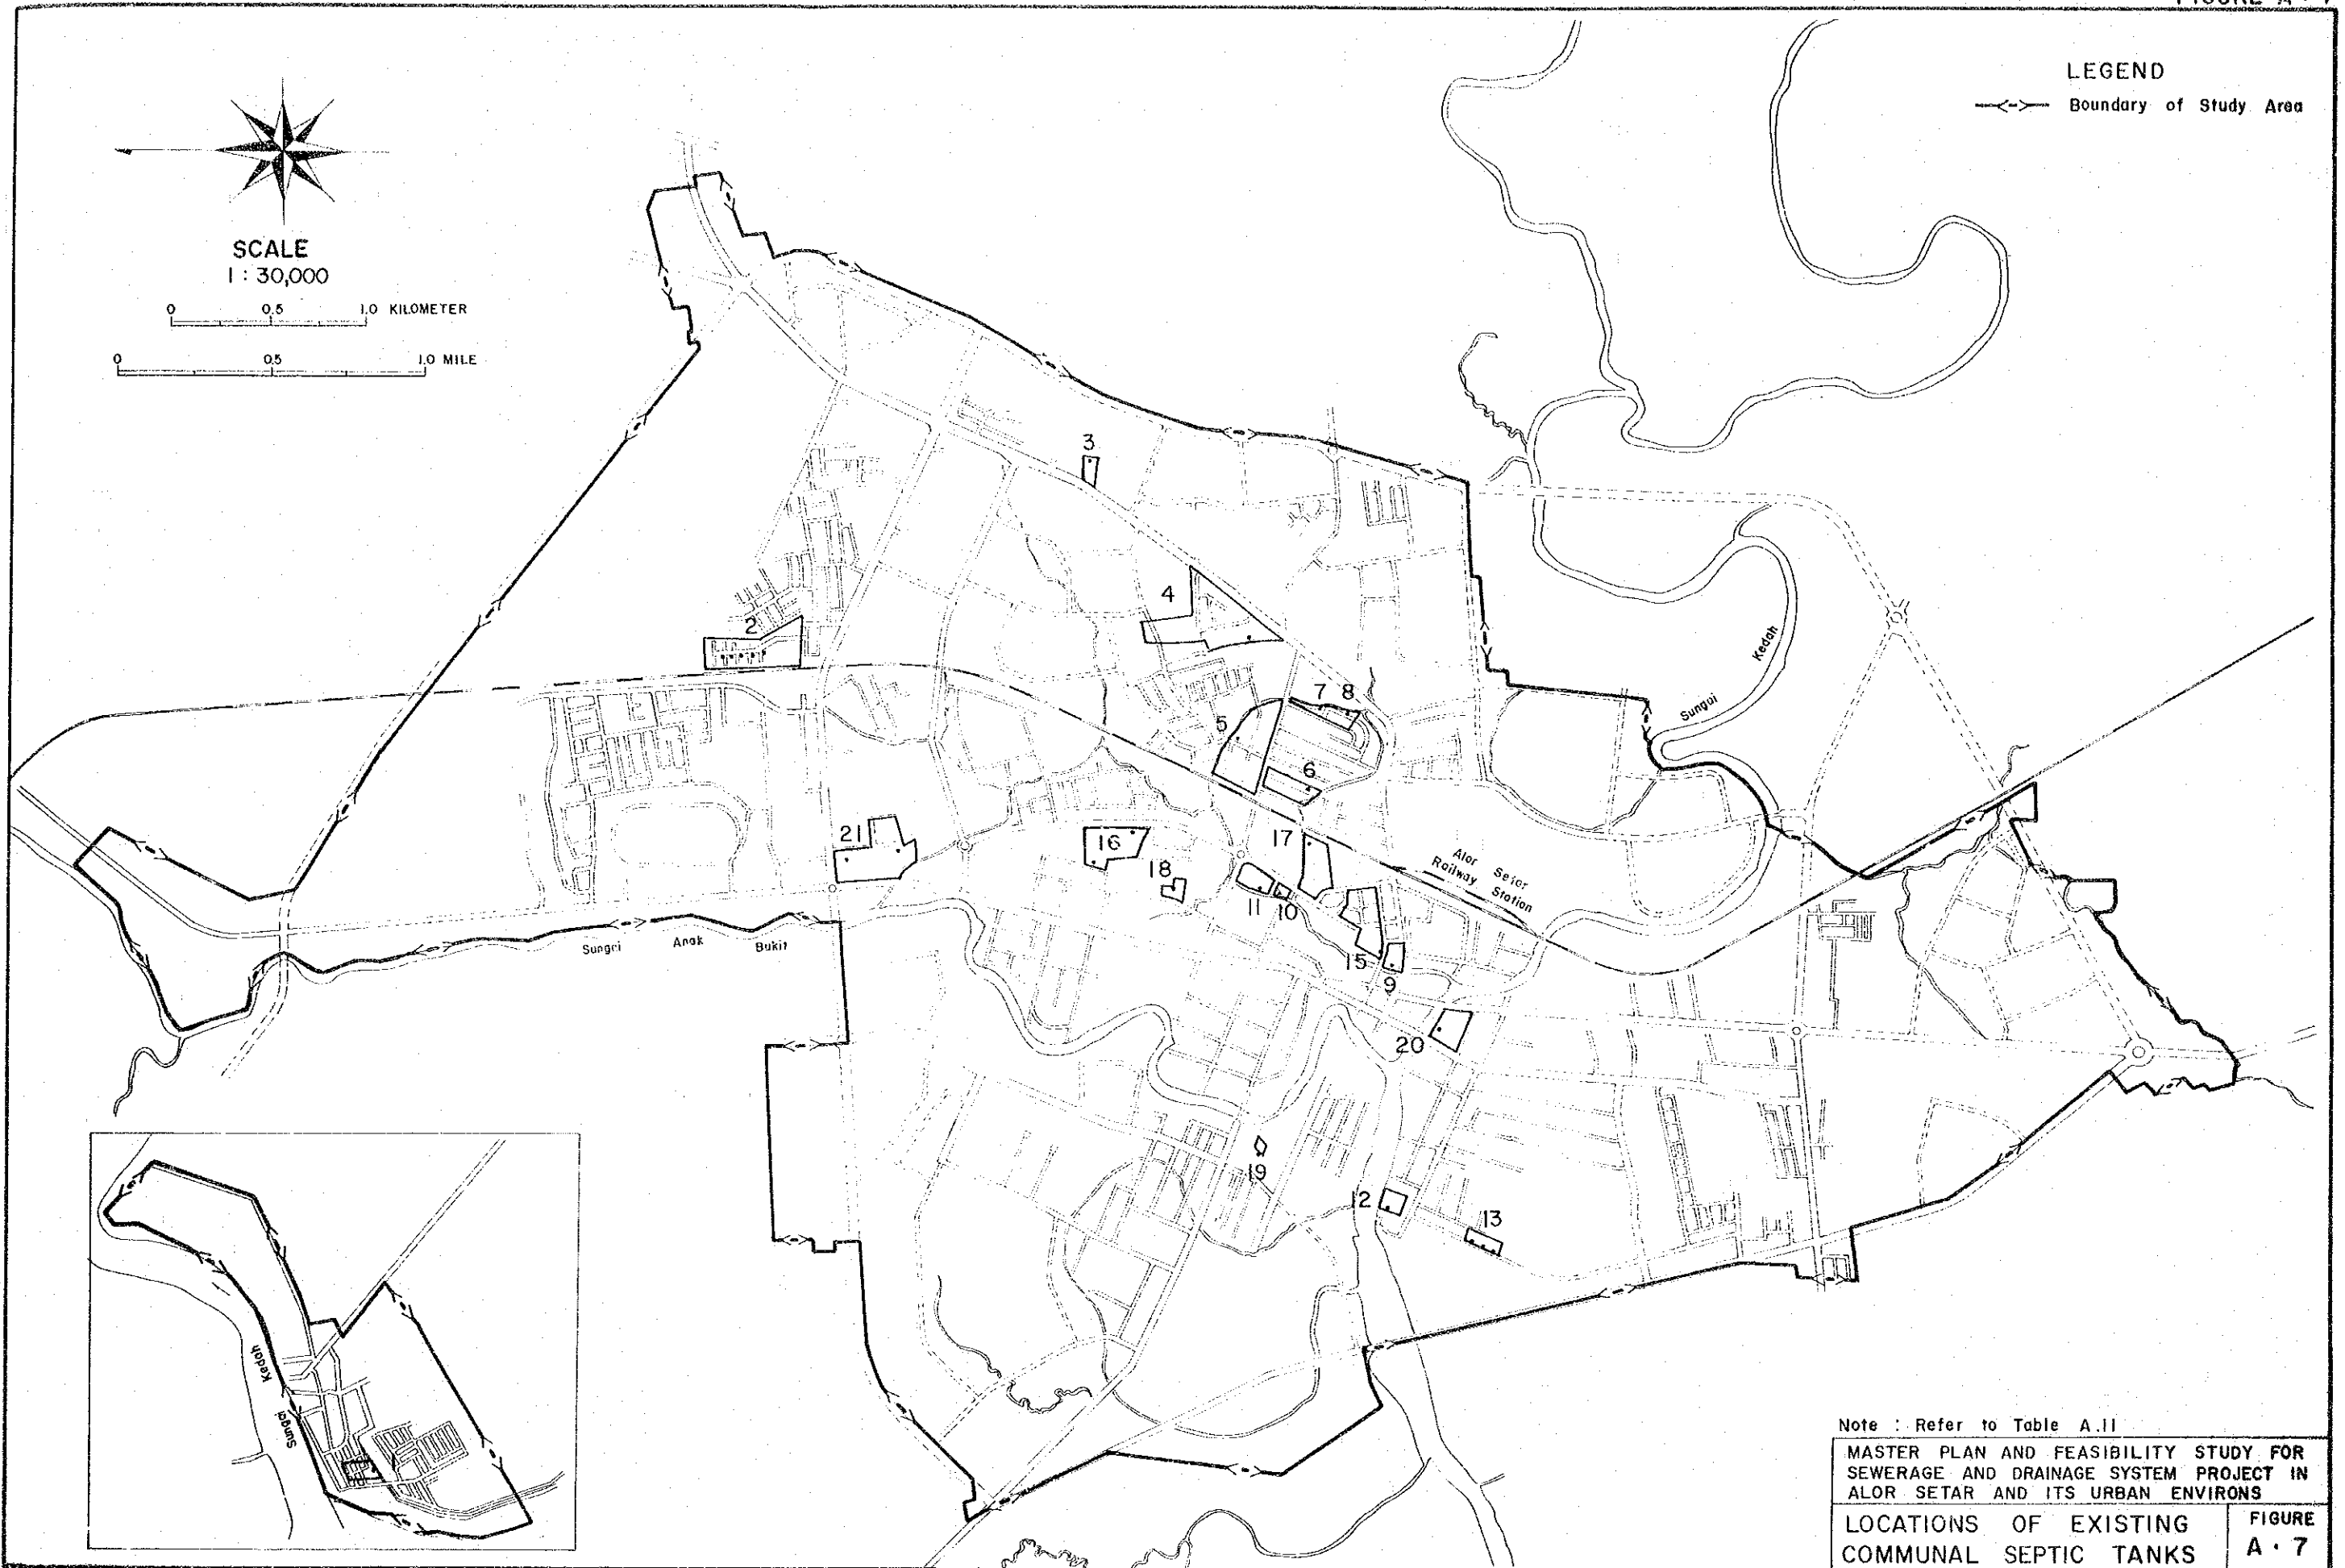 FIGURE A · 7
LEGEND
Boundary of Study Area
SCALE
1 : 30,000
0 0.5 1.0 KILOMETER
0 0.5 1.0 MILE
3
4
2
7 8
5
6
Sungai Kedah
21
16
17
18
11
10
Alor Setar
Railway Station
15
9
20
Sungai Anak Bukit
19
12
13
Sungai Kedah
1
Note : Refer to Table A.11
MASTER PLAN AND FEASIBILITY STUDY FOR
SEWERAGE AND DRAINAGE SYSTEM PROJECT IN
ALOR SETAR AND ITS URBAN ENVIRONS
LOCATIONS OF EXISTING
COMMUNAL SEPTIC TANKS
FIGURE
A · 7